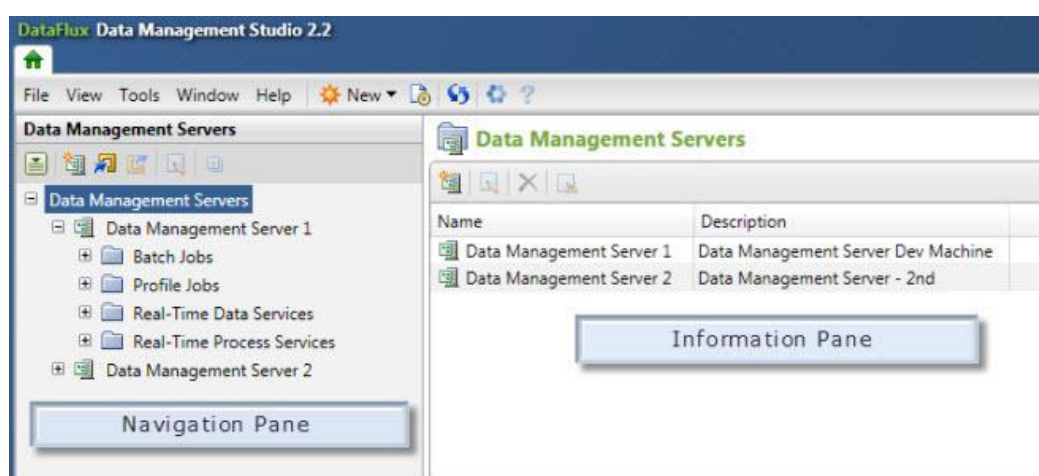 DataFlux Data Management Studio 2.2
File View Tools Window Help New
Data Management Servers
Data Management Servers
Data Management Server 1
Batch Jobs
Profile Jobs
Real-Time Data Services
Real-Time Process Services
Data Management Server 2
Navigation Pane
Data Management Servers
Name Description
Data Management Server 1 Data Management Server Dev Machine
Data Management Server 2 Data Management Server - 2nd
Information Pane